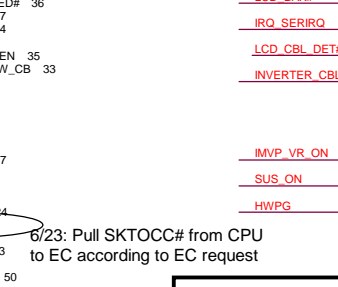 ED# 36
7
4
EN 35
W_CB 33
7
3
50
IRQ_SERIRQ
LCD_CBL_DET#
INVERTER_CBL
IMVP_VR_ON
SUS_ON
HWPG
6/23: Pull SKTOCC# from CPU
to EC according to EC request